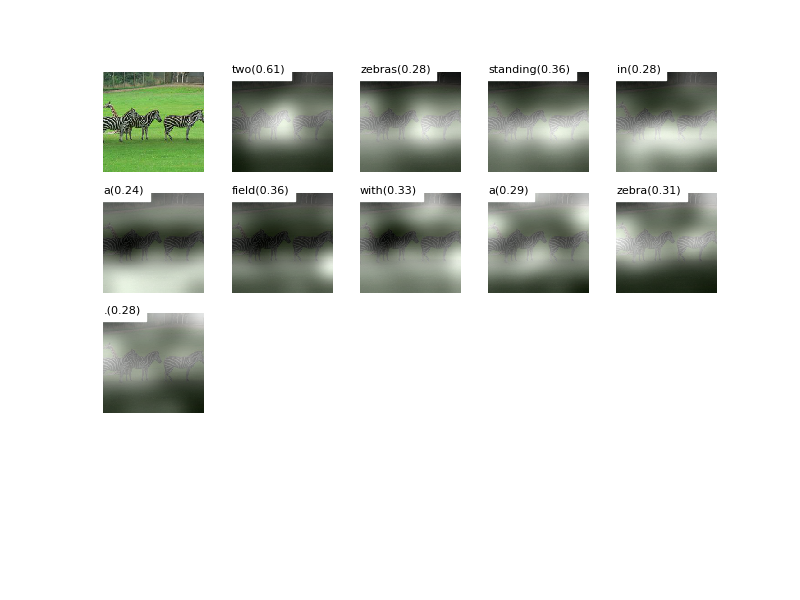 two(0.61) zebras(0.28) standing(0.36) in(0.28)
a(0.24) field(0.36) with(0.33) a(0.29) zebra(0.31)
.(0.28)